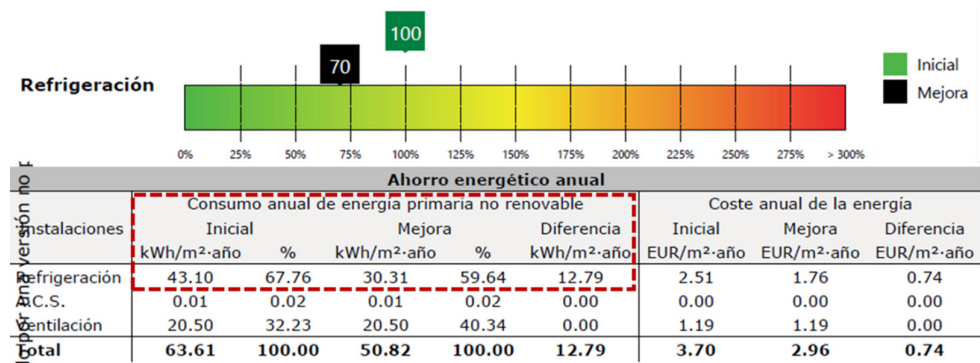 100
70
Refrigeración
Inicial
Mejora
0% 25% 50% 75% 100% 125% 150% 175% 200% 225% 250% 275% > 300%
Ahorro energético anual
Consumo anual de energía primaria no renovable Coste anual de la energía
Instalaciones Inicial Mejora Diferencia Inicial Mejora Diferencia
kWh/m²·año % kWh/m²·año % kWh/m²·año EUR/m²·año EUR/m²·año EUR/m²·año
Refrigeración 43.10 67.76 30.31 59.64 12.79 2.51 1.76 0.74
A.C.S. 0.01 0.02 0.01 0.02 0.00 0.00 0.00 0.00
Ventilación 20.50 32.23 20.50 40.34 0.00 1.19 1.19 0.00
Total 63.61 100.00 50.82 100.00 12.79 3.70 2.96 0.74
por una versión no